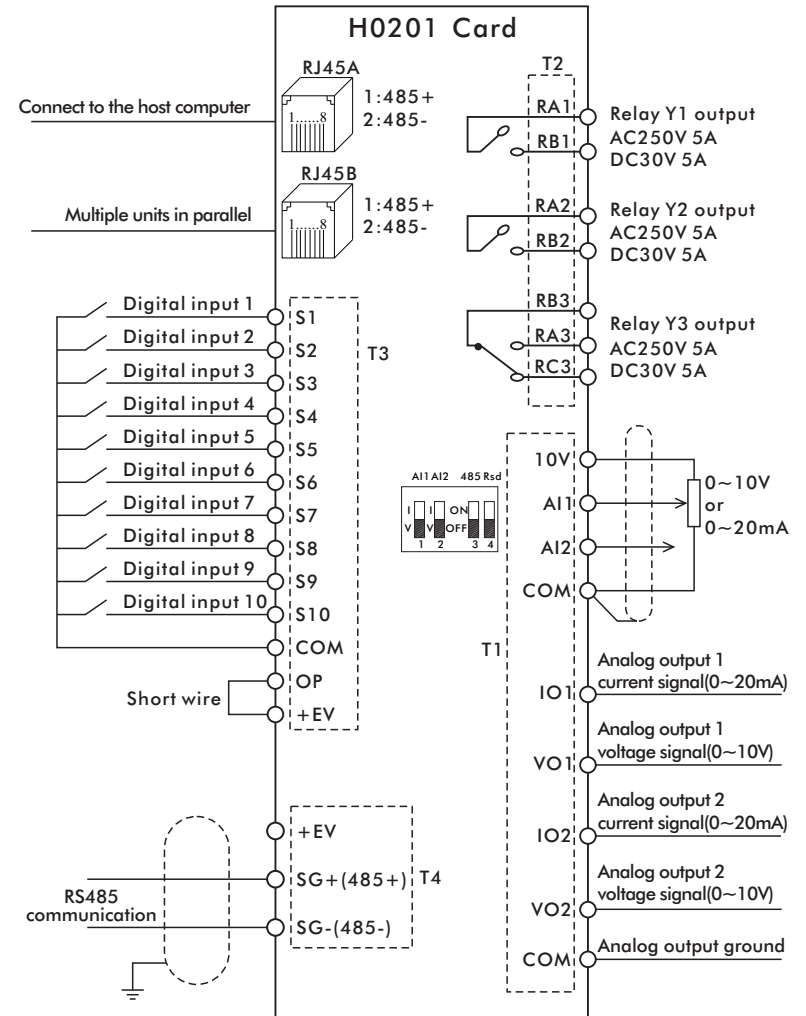 H0201 Card
RJ45A
1......8
1:485+
2:485-
Connect to the host computer
RJ45B
1......8
1:485+
2:485-
Multiple units in parallel
T2
RA1
RB1
Relay Y1 output
AC250V 5A
DC30V 5A
RA2
RB2
Relay Y2 output
AC250V 5A
DC30V 5A
RB3
RA3
RC3
Relay Y3 output
AC250V 5A
DC30V 5A
Digital input 1
S1
Digital input 2
S2
Digital input 3
S3
Digital input 4
S4
Digital input 5
S5
Digital input 6
S6
Digital input 7
S7
Digital input 8
S8
Digital input 9
S9
Digital input 10
S10
COM
OP
+EV
Short wire
T3
AI1 AI2 485 Rsd
I I ON
V V OFF
1 2 3 4
10V
AI1
AI2
COM
0~10V
or
0~20mA
T1
Analog output 1
current signal(0~20mA)
IO1
Analog output 1
voltage signal(0~10V)
VO1
Analog output 2
current signal(0~20mA)
IO2
Analog output 2
voltage signal(0~10V)
VO2
Analog output ground
COM
+EV
SG+(485+)
SG-(485-)
T4
RS485
communication